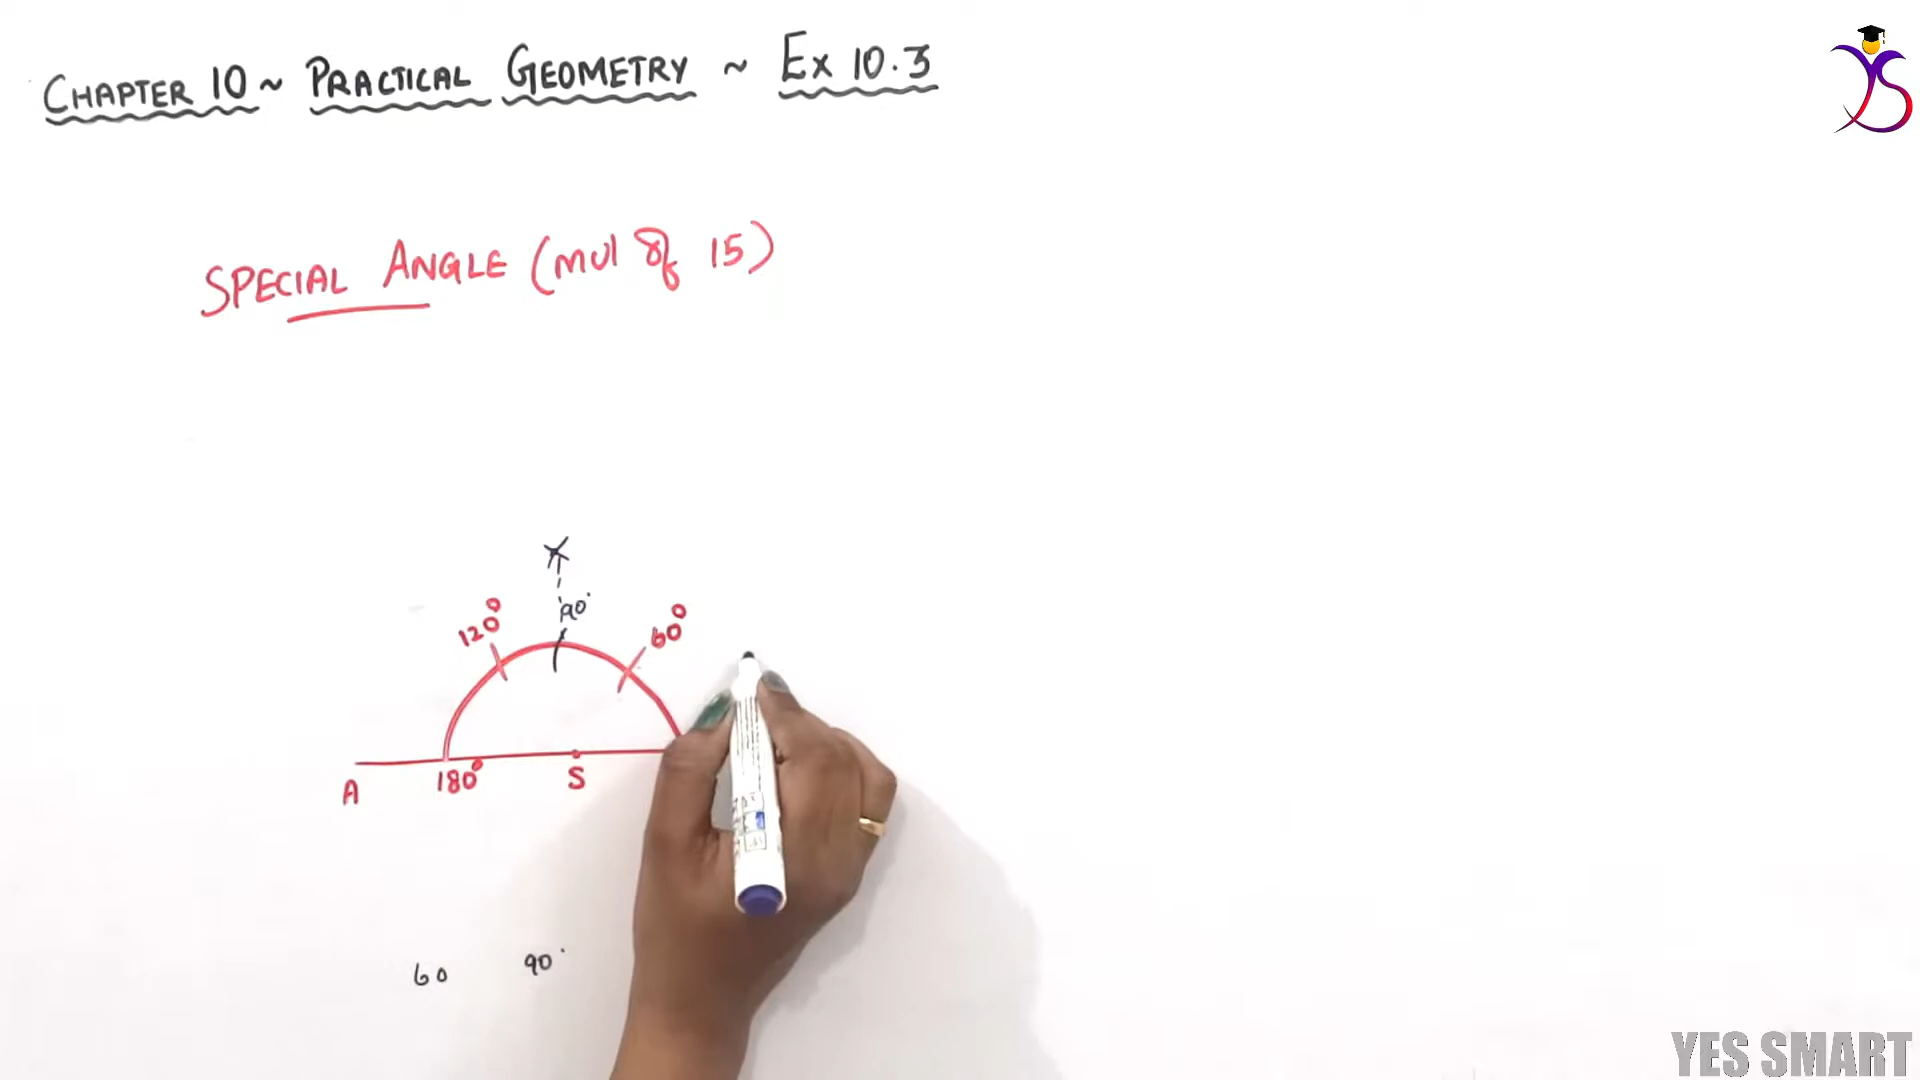 CHAPTER 10 ~ PRACTICAL GEOMETRY ~ Ex 10.3
SPECIAL ANGLE (mul of 15)
90°
120° 60°
A 180° S
60 90°
YES SMART